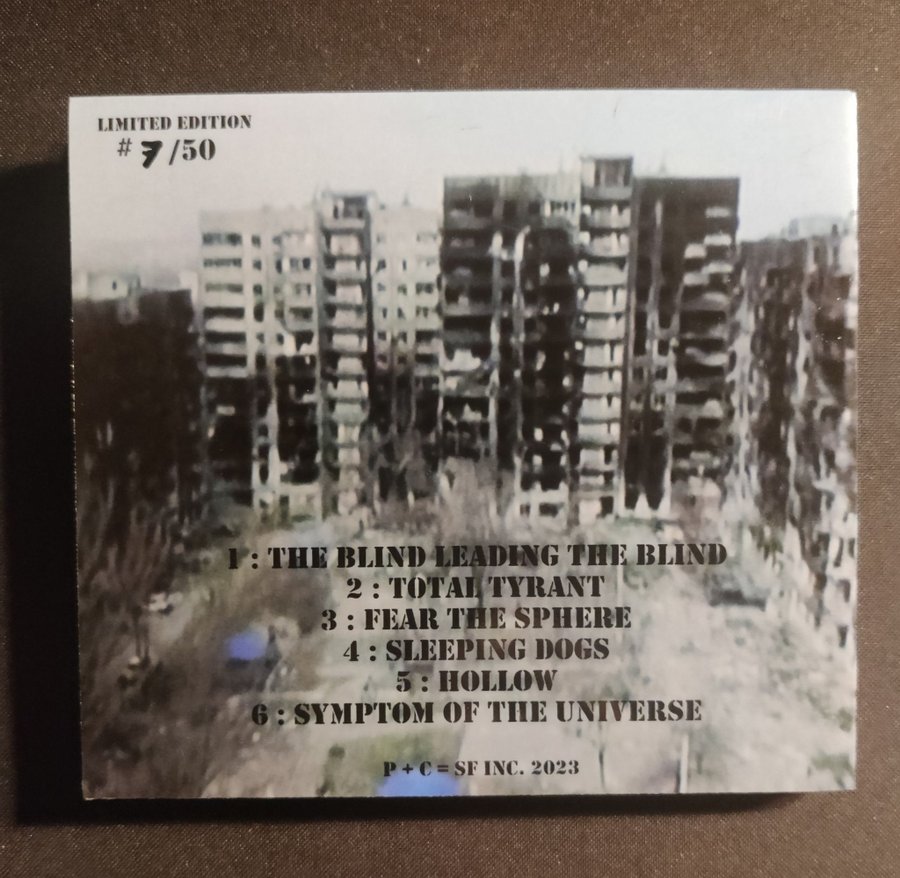 LIMITED EDITION
# 7/50
1 : THE BLIND LEADING THE BLIND
2 : TOTAL TYRANT
3 : FEAR THE SPHERE
4 : SLEEPING DOGS
5 : HOLLOW
6 : SYMPTOM OF THE UNIVERSE
P + C = SF INC. 2023